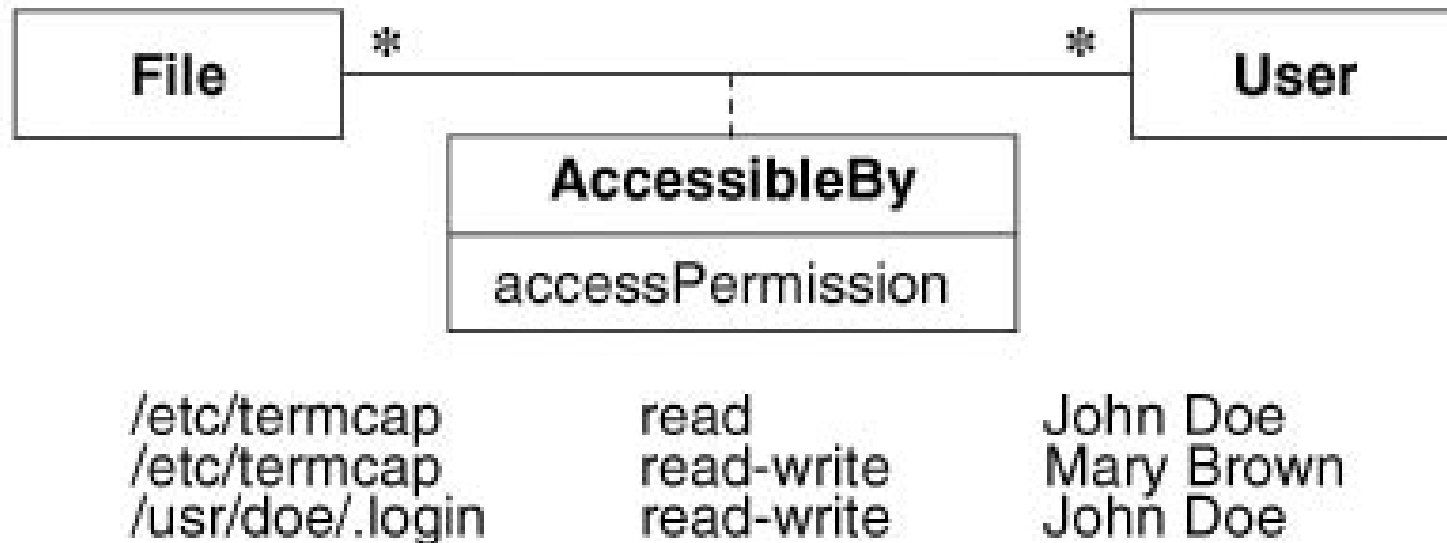 * *
File User
AccessibleBy
accessPermission
/etc/termcap read John Doe
/etc/termcap read-write Mary Brown
/usr/doe/.login read-write John Doe